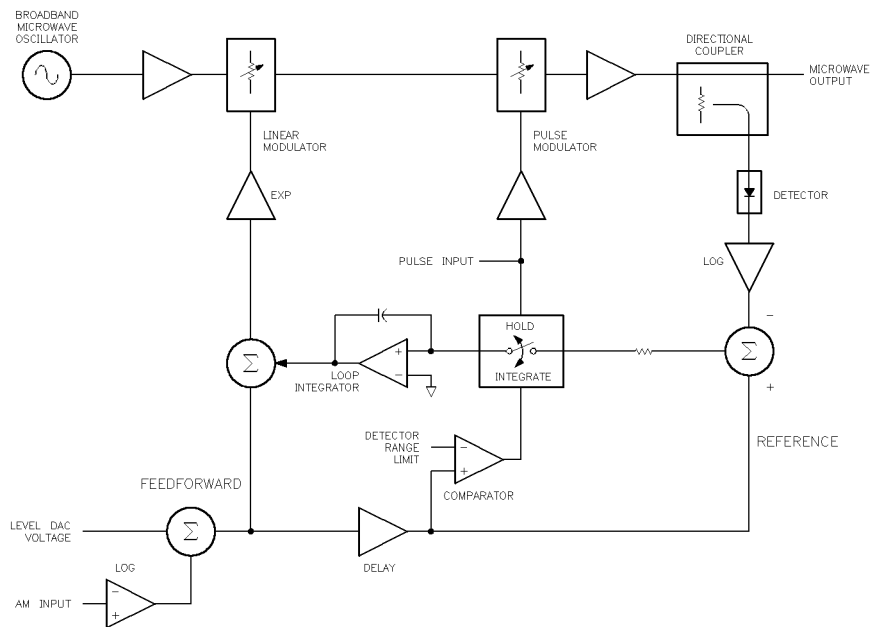 BROADBAND
MICROWAVE
OSCILLATOR
DIRECTIONAL
COUPLER
MICROWAVE
OUTPUT
LINEAR
MODULATOR
PULSE
MODULATOR
EXP
DETECTOR
PULSE INPUT
LOG
−
HOLD
INTEGRATE
Σ
+
−
LOOP
INTEGRATOR
Σ
+
DETECTOR
RANGE
LIMIT
−
+
COMPARATOR
REFERENCE
FEEDFORWARD
LEVEL DAC
VOLTAGE
Σ
DELAY
LOG
AM INPUT
−
+